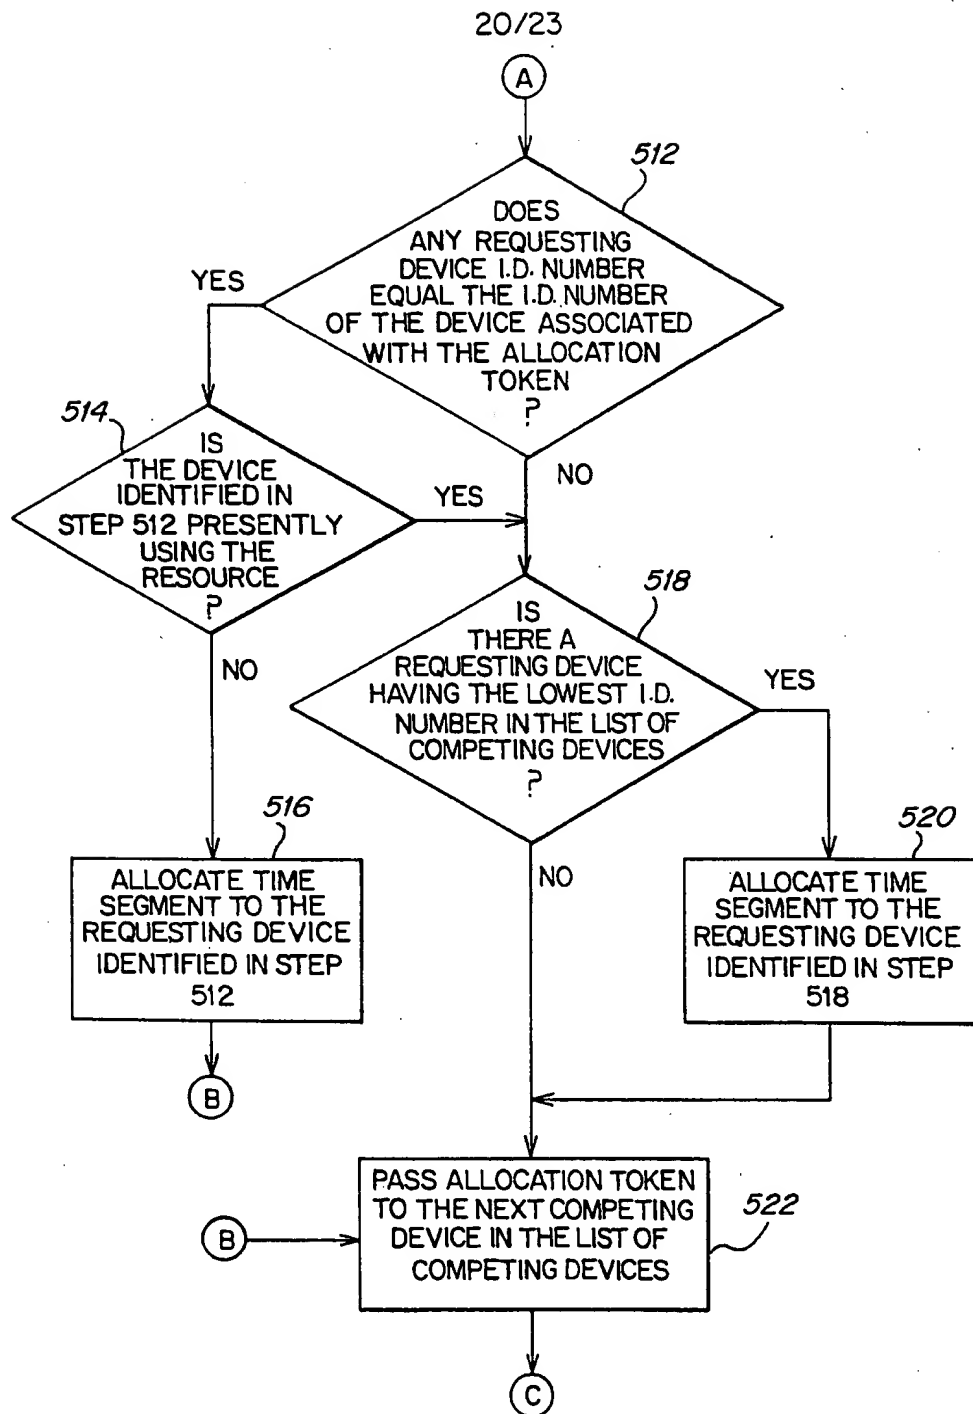 20/23
A
512
DOES
ANY REQUESTING
DEVICE I.D. NUMBER
EQUAL THE I.D. NUMBER
OF THE DEVICE ASSOCIATED
WITH THE ALLOCATION
TOKEN
?
YES
NO
514
IS
THE DEVICE
IDENTIFIED IN
STEP 512 PRESENTLY
USING THE
RESOURCE
?
YES
NO
518
IS
THERE A
REQUESTING DEVICE
HAVING THE LOWEST I.D.
NUMBER IN THE LIST OF
COMPETING DEVICES
?
YES
NO
516
ALLOCATE TIME
SEGMENT TO THE
REQUESTING DEVICE
IDENTIFIED IN STEP
512
B
520
ALLOCATE TIME
SEGMENT TO THE
REQUESTING DEVICE
IDENTIFIED IN STEP
518
B
PASS ALLOCATION TOKEN
TO THE NEXT COMPETING
DEVICE IN THE LIST OF
COMPETING DEVICES
522
C